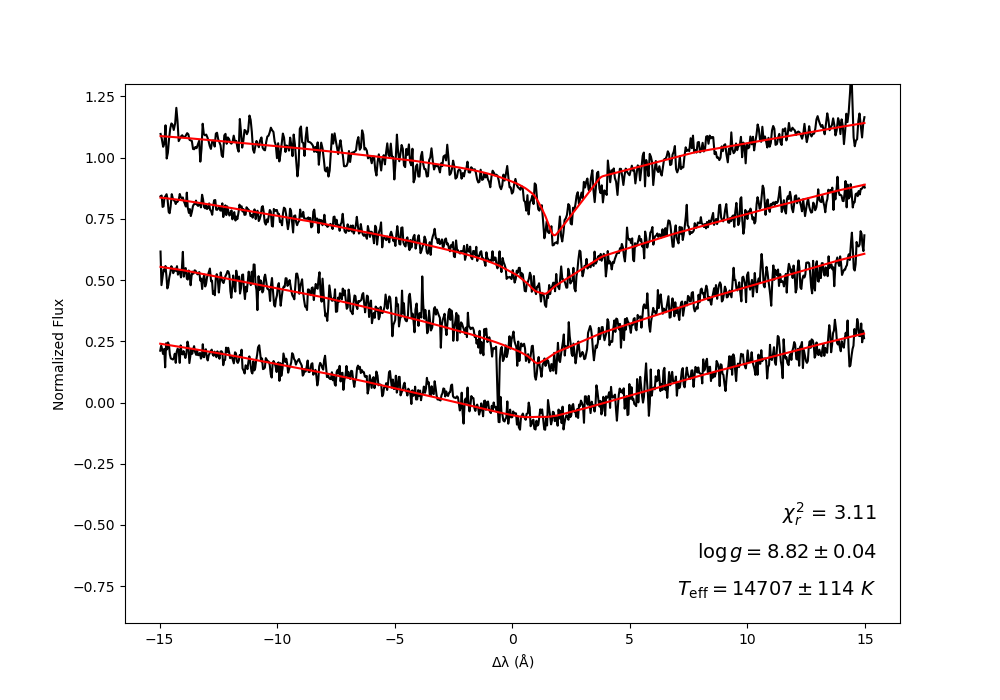 1.25
1.00
0.75
0.50
0.25
0.00
−0.25
−0.50
−0.75
Normalized Flux
χ²ᵣ = 3.11
log g = 8.82 ± 0.04
T_eff = 14707 ± 114 K
−15 −10 −5 0 5 10 15
Δλ (Å)